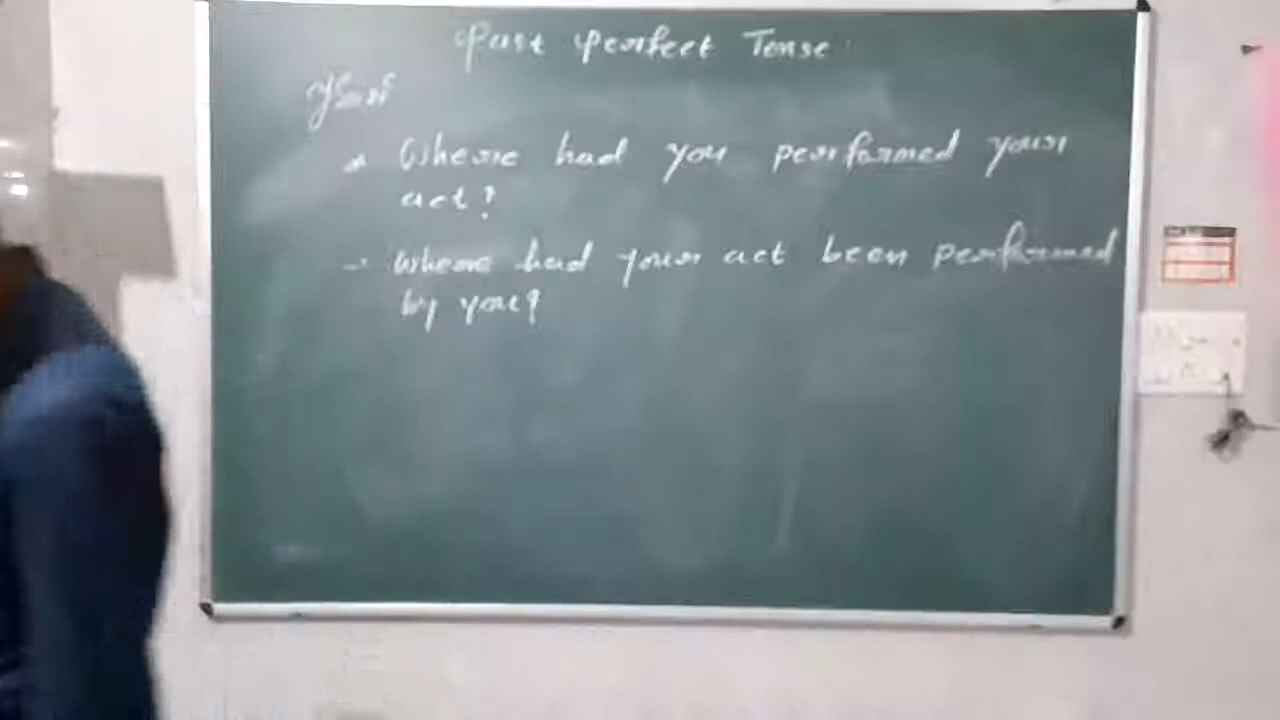 Past Perfect Tense
* Where had you performed your
act?
- Where had your act been performed
by you?